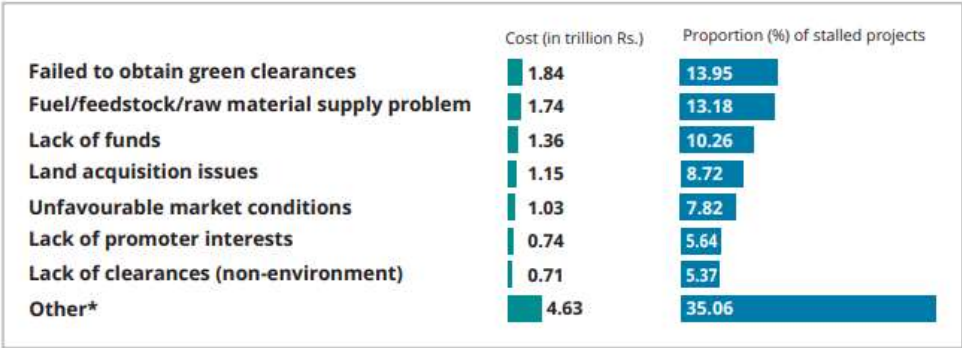 Cost (in trillion Rs.) Proportion (%) of stalled projects
Failed to obtain green clearances 1.84 13.95
Fuel/feedstock/raw material supply problem 1.74 13.18
Lack of funds 1.36 10.26
Land acquisition issues 1.15 8.72
Unfavourable market conditions 1.03 7.82
Lack of promoter interests 0.74 5.64
Lack of clearances (non-environment) 0.71 5.37
Other* 4.63 35.06